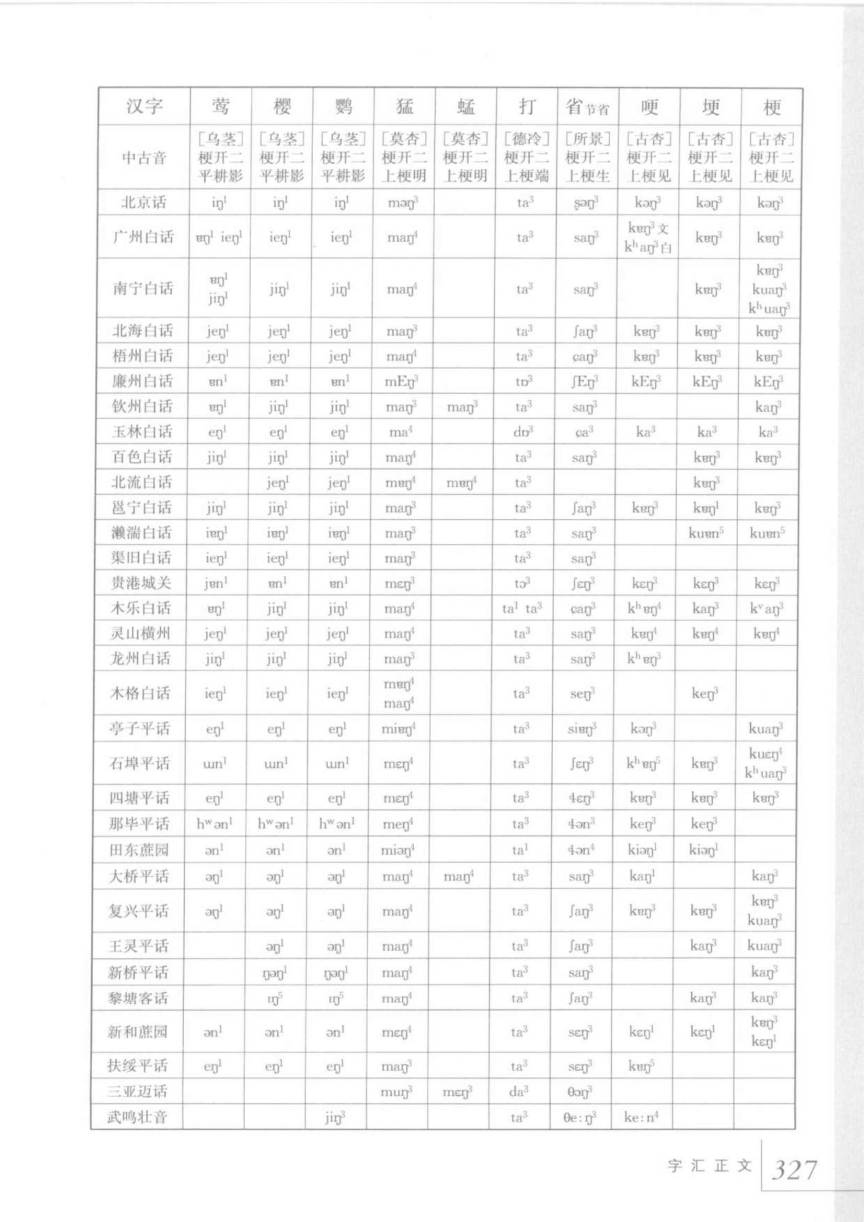 汉字 莺 樱 鹦 猛 蜢 打 省节省 哽 埂 梗
中古音 [乌茎]梗开二平耕影 [乌茎]梗开二平耕影 [乌茎]梗开二平耕影 [莫杏]梗开二上梗明 [莫杏]梗开二上梗明 [德冷]梗开二上梗端 [所景]梗开二上梗生 [古杏]梗开二上梗见 [古杏]梗开二上梗见 [古杏]梗开二上梗见
北京话 iŋ¹ iŋ¹ iŋ¹ məŋ³ ta³ ʂəŋ³ kəŋ³ kəŋ³ kəŋ³
广州白话 ɐŋ¹ ieŋ¹ ieŋ¹ ieŋ¹ maŋ⁴ ta³ saŋ³ kɐŋ³文 kʰaŋ³白 kɐŋ³ kɐŋ³
南宁白话 ɐŋ¹ jiŋ¹ jiŋ¹ jiŋ¹ maŋ⁴ ta³ saŋ³ kɐŋ³ kɐŋ³ kuaŋ³ kʰuaŋ³
北海白话 jeŋ¹ jeŋ¹ jeŋ¹ maŋ³ ta³ ʃaŋ³ kɐŋ³ kɐŋ³ kɐŋ³
梧州白话 jeŋ¹ jeŋ¹ jeŋ¹ maŋ⁴ ta³ ɕaŋ³ kɐŋ³ kɐŋ³ kɐŋ³
廉州白话 ɐn¹ ɐn¹ ɐn¹ mEŋ³ tɒ³ ʃEŋ³ kEŋ³ kEŋ³ kEŋ³
钦州白话 ɐŋ¹ jiŋ¹ jiŋ¹ maŋ³ maŋ³ ta³ saŋ³ kaŋ³
玉林白话 eŋ¹ eŋ¹ eŋ¹ ma⁴ dɒ³ ɕa³ ka³ ka³ ka³
百色白话 jiŋ¹ jiŋ¹ jiŋ¹ maŋ⁴ ta³ saŋ³ kɐŋ³ kɐŋ³
北流白话 jeŋ¹ jeŋ¹ mɐŋ⁴ mɐŋ⁴ ta³ kɐŋ³
邕宁白话 jiŋ¹ jiŋ¹ jiŋ¹ maŋ³ ta³ ʃaŋ³ kɐŋ³ kɐŋ¹ kɐŋ³
濑湍白话 iɐŋ¹ iɐŋ¹ iɐŋ¹ maŋ³ ta³ saŋ³ kuɐn⁵ kuɐn⁵
渠旧白话 ieŋ¹ ieŋ¹ ieŋ¹ maŋ³ ta³ saŋ³
贵港城关 jɐn¹ ɐn¹ ɐn¹ mɛŋ³ tɔ³ ʃɛŋ³ kɛŋ³ kɛŋ³ kɛŋ³
木乐白话 ɐŋ¹ jiŋ¹ jiŋ¹ maŋ⁴ ta¹ ta³ ɕaŋ³ kʰɐŋ⁴ kaŋ³ kᵛaŋ³
灵山横州 jeŋ¹ jeŋ¹ jeŋ¹ maŋ⁴ ta³ saŋ³ kɐŋ⁴ kɐŋ⁴ kɐŋ⁴
龙州白话 jiŋ¹ jiŋ¹ jiŋ¹ maŋ³ ta³ saŋ³ kʰɐŋ³
木格白话 ieŋ¹ ieŋ¹ ieŋ¹ mɐŋ⁴ maŋ⁴ ta³ seŋ³ keŋ³
亭子平话 eŋ¹ eŋ¹ eŋ¹ miɐŋ⁴ ta³ siɐŋ³ kəŋ³ kuaŋ³
石埠平话 ɯn¹ ɯn¹ ɯn¹ mɛŋ⁴ ta³ ʃɛŋ³ kʰɐŋ⁵ kɐŋ³ kuɛŋ⁴ kʰuaŋ³
四塘平话 eŋ¹ eŋ¹ eŋ¹ mɛŋ⁴ ta³ ɬɛŋ³ kɐŋ³ kɐŋ³ kɐŋ³
那毕平话 hʷən¹ hʷən¹ hʷən¹ meŋ⁴ ta³ ɬən³ keŋ³ keŋ³
田东蔗园 ən¹ ən¹ ən¹ miəŋ⁴ ta¹ ɬən⁴ kiəŋ¹ kiəŋ¹
大桥平话 əŋ¹ əŋ¹ əŋ¹ maŋ⁴ maŋ⁴ ta³ saŋ³ kaŋ¹ kaŋ³
复兴平话 əŋ¹ əŋ¹ əŋ¹ maŋ⁴ ta³ ʃaŋ³ kɐŋ³ kɐŋ³ kɐŋ³ kuaŋ³
王灵平话 əŋ¹ əŋ¹ maŋ⁴ ta³ ʃaŋ³ kaŋ³ kuaŋ³
新桥平话 ŋəŋ¹ ŋəŋ¹ maŋ⁴ ta³ saŋ³ kaŋ³
黎塘客话 ɪŋ⁵ ɪŋ⁵ maŋ⁴ ta³ ʃaŋ³ kaŋ³ kaŋ³
新和蔗园 ən¹ ən¹ ən¹ mɛŋ⁴ ta³ sɛŋ³ kɛŋ¹ kɛŋ¹ kɐŋ³ kɛŋ¹
扶绥平话 eŋ¹ eŋ¹ eŋ¹ maŋ³ ta³ sɛŋ³ kɐŋ⁵
三亚迈话 muŋ³ mɛŋ³ da³ θɔŋ³
武鸣壮音 jiŋ³ ta³ θe:ŋ³ ke:n⁴
字汇正文 327